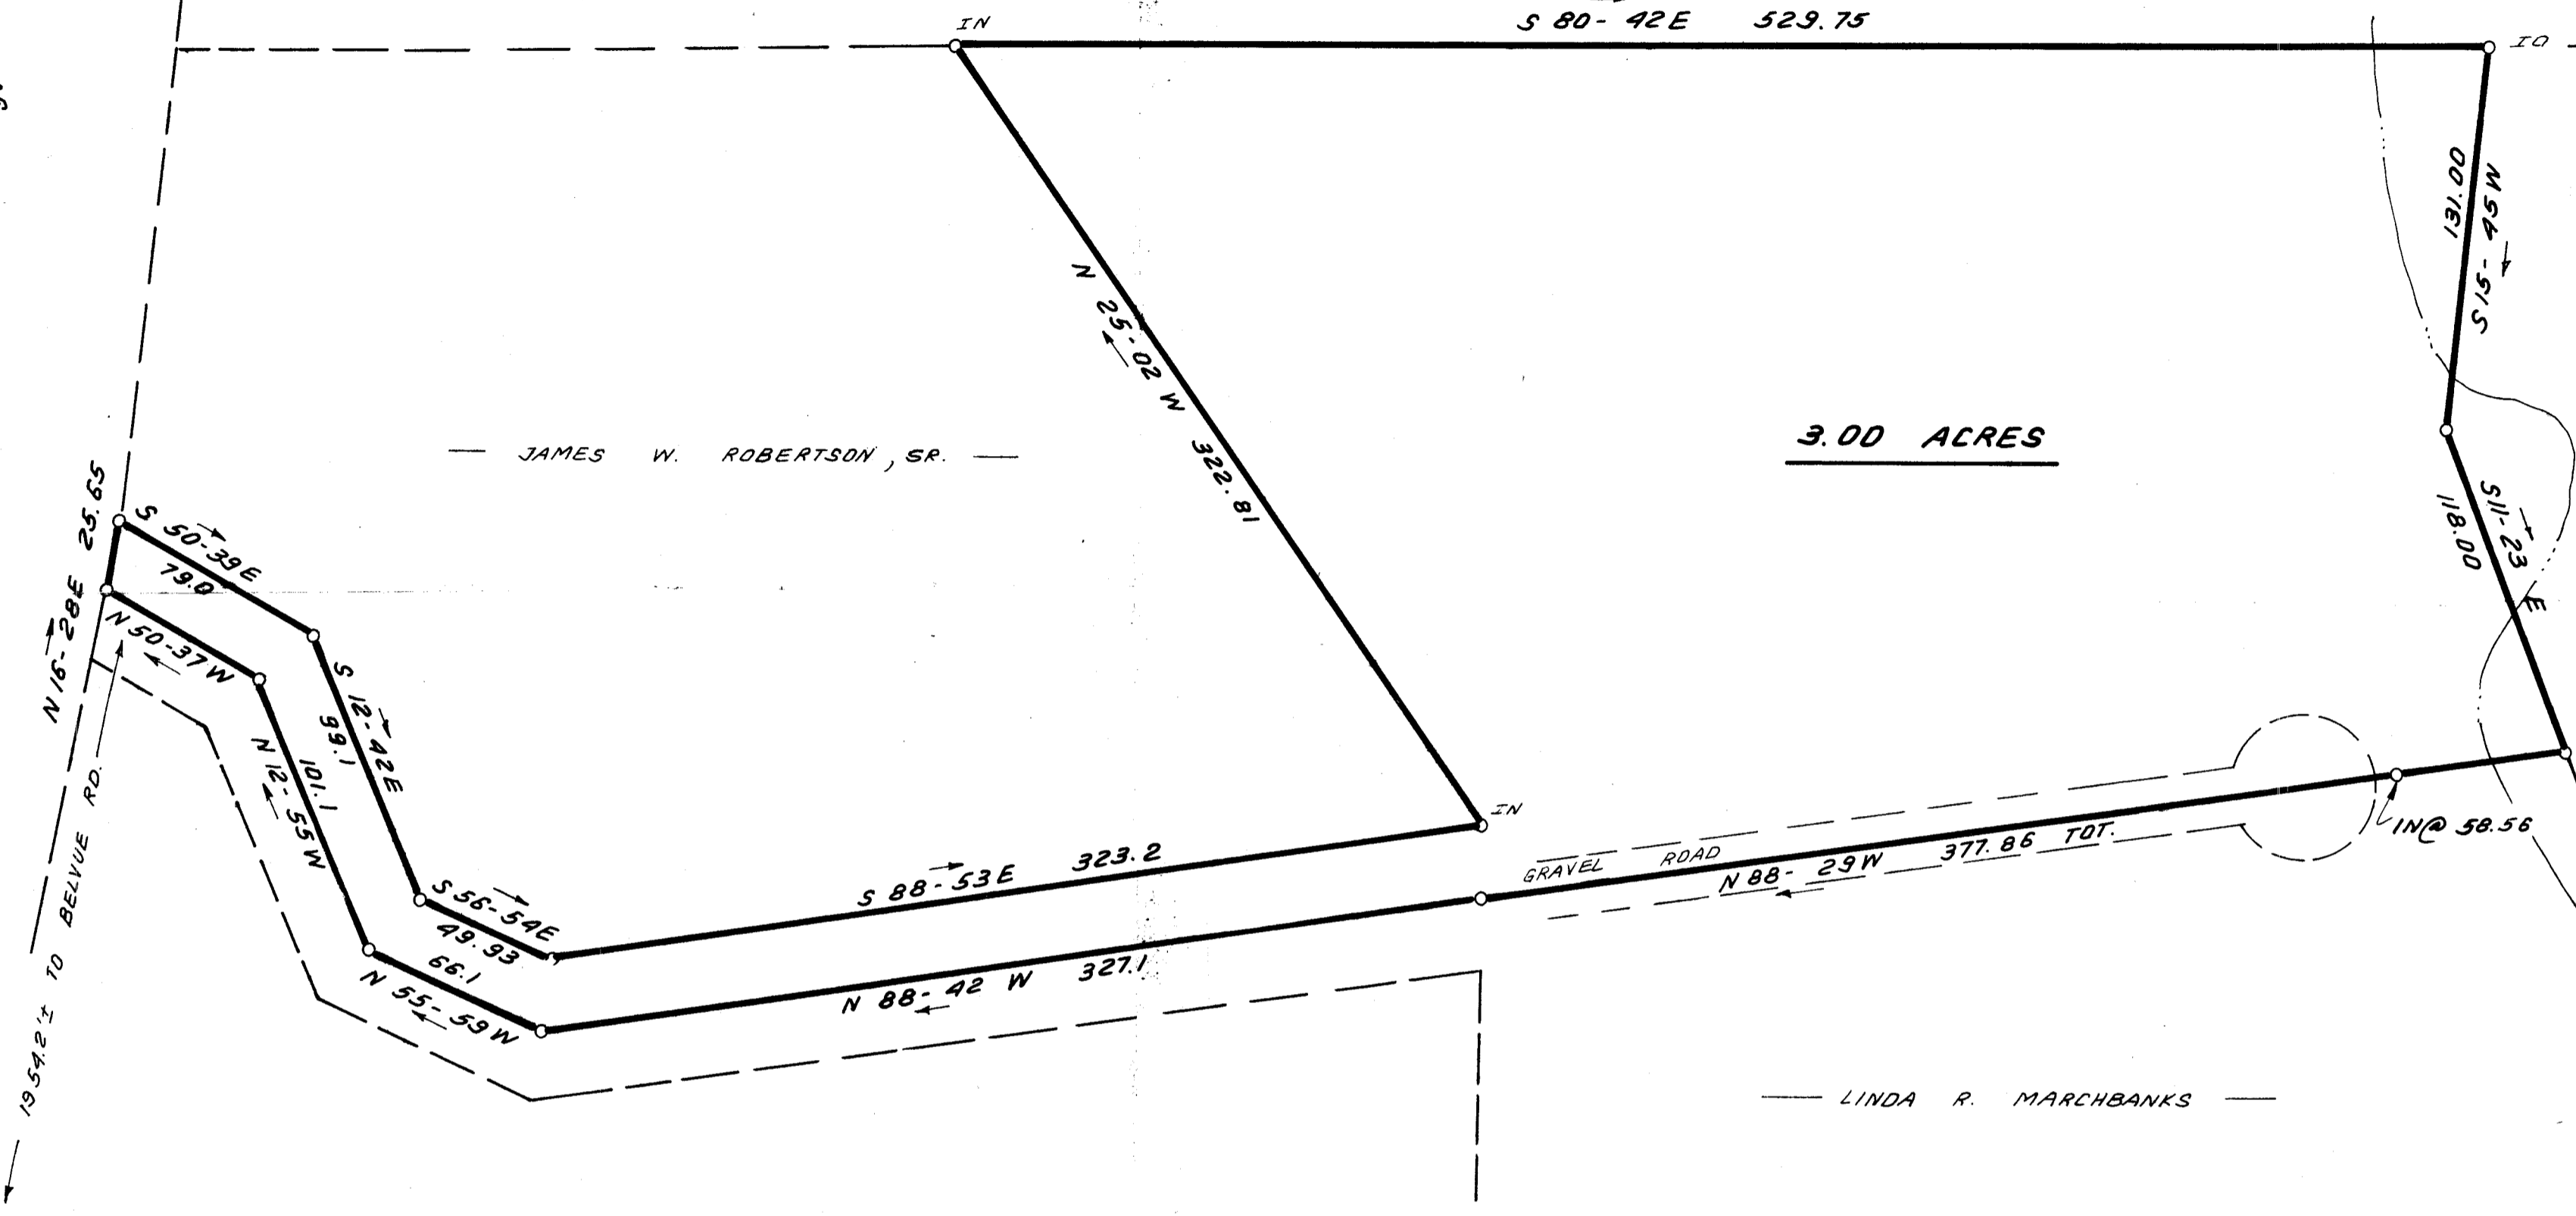 IN
S 80-42E 529.75
IO
131.00
S 15-45W
N 25-02 W 322.81
3.00 ACRES
JAMES W. ROBERTSON, SR.
S11-23 E
118.00
N16-28E 25.65
S 50-39E
79.0
N 50-37W
S 12-42E
99.1
101.1
N 12-55W
S 56-54E
49.93
66.1
N 55-59W
S 88-53E 323.2
IN
GRAVEL ROAD
N 88-29W 377.86 TOT.
IN@ 58.56
N 88-42 W 327.1
1954.2'± TO BELVUE RD.
LINDA R. MARCHBANKS